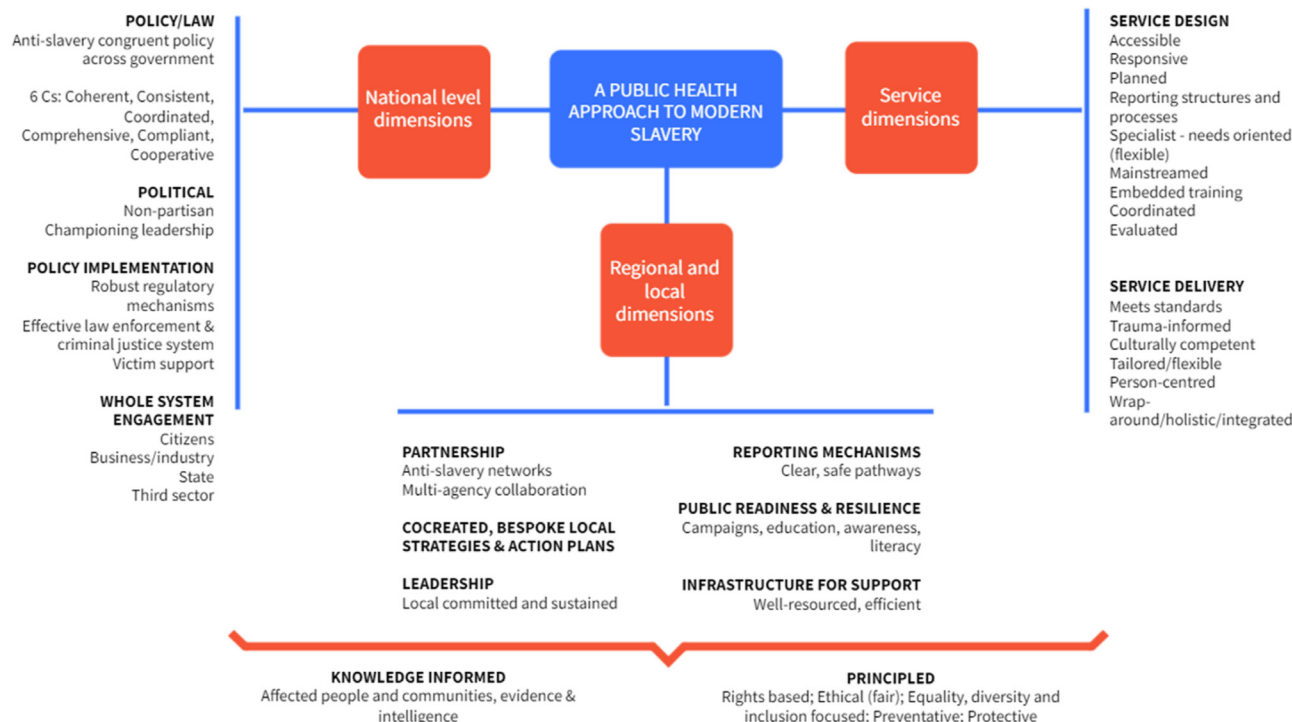 POLICY/LAW
Anti-slavery congruent policy
across government
6 Cs: Coherent, Consistent,
Coordinated,
Comprehensive, Compliant,
Cooperative
POLITICAL
Non-partisan
Championing leadership
POLICY IMPLEMENTATION
Robust regulatory
mechanisms
Effective law enforcement &
criminal justice system
Victim support
WHOLE SYSTEM
ENGAGEMENT
Citizens
Business/industry
State
Third sector
National level
dimensions
A PUBLIC HEALTH
APPROACH TO MODERN
SLAVERY
Service
dimensions
Regional and
local
dimensions
SERVICE DESIGN
Accessible
Responsive
Planned
Reporting structures and
processes
Specialist - needs oriented
(flexible)
Mainstreamed
Embedded training
Coordinated
Evaluated
SERVICE DELIVERY
Meets standards
Trauma-informed
Culturally competent
Tailored/flexible
Person-centred
Wrap-
around/holistic/integrated
PARTNERSHIP
Anti-slavery networks
Multi-agency collaboration
COCREATED, BESPOKE LOCAL
STRATEGIES & ACTION PLANS
LEADERSHIP
Local committed and sustained
REPORTING MECHANISMS
Clear, safe pathways
PUBLIC READINESS & RESILIENCE
Campaigns, education, awareness,
literacy
INFRASTRUCTURE FOR SUPPORT
Well-resourced, efficient
KNOWLEDGE INFORMED
Affected people and communities, evidence &
intelligence
PRINCIPLED
Rights based; Ethical (fair); Equality, diversity and
inclusion focused; Preventative; Protective